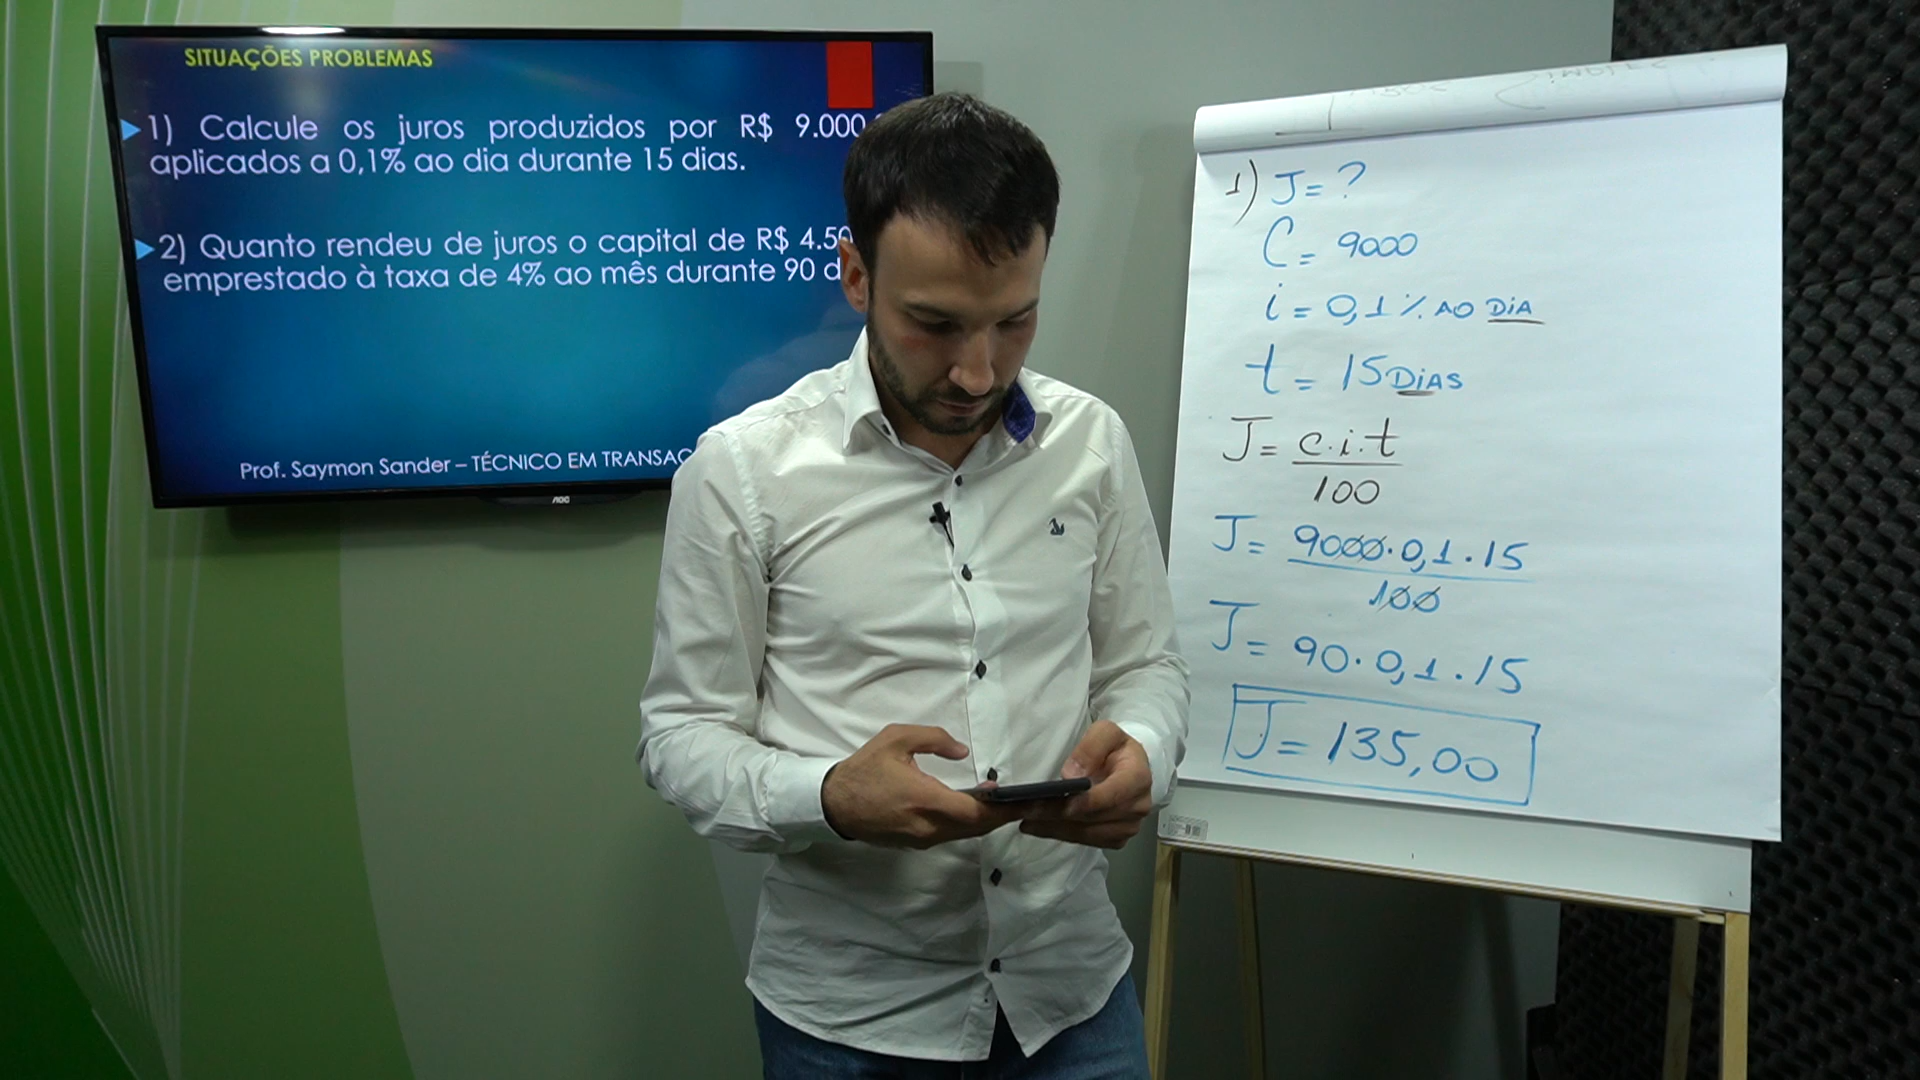 SITUAÇÕES PROBLEMAS
1) Calcule os juros produzidos por R$ 9.000
aplicados a 0,1% ao dia durante 15 dias.
2) Quanto rendeu de juros o capital de R$ 4.50
emprestado à taxa de 4% ao mês durante 90 d
Prof. Saymon Sander – TÉCNICO EM TRANSAÇ
AOC
1) J = ?
C = 9000
i = 0,1 % AO DIA
t = 15 DIAS
J = c.i.t
100
J = 9000.0,1.15
100
J = 90.0,1.15
J = 135,00